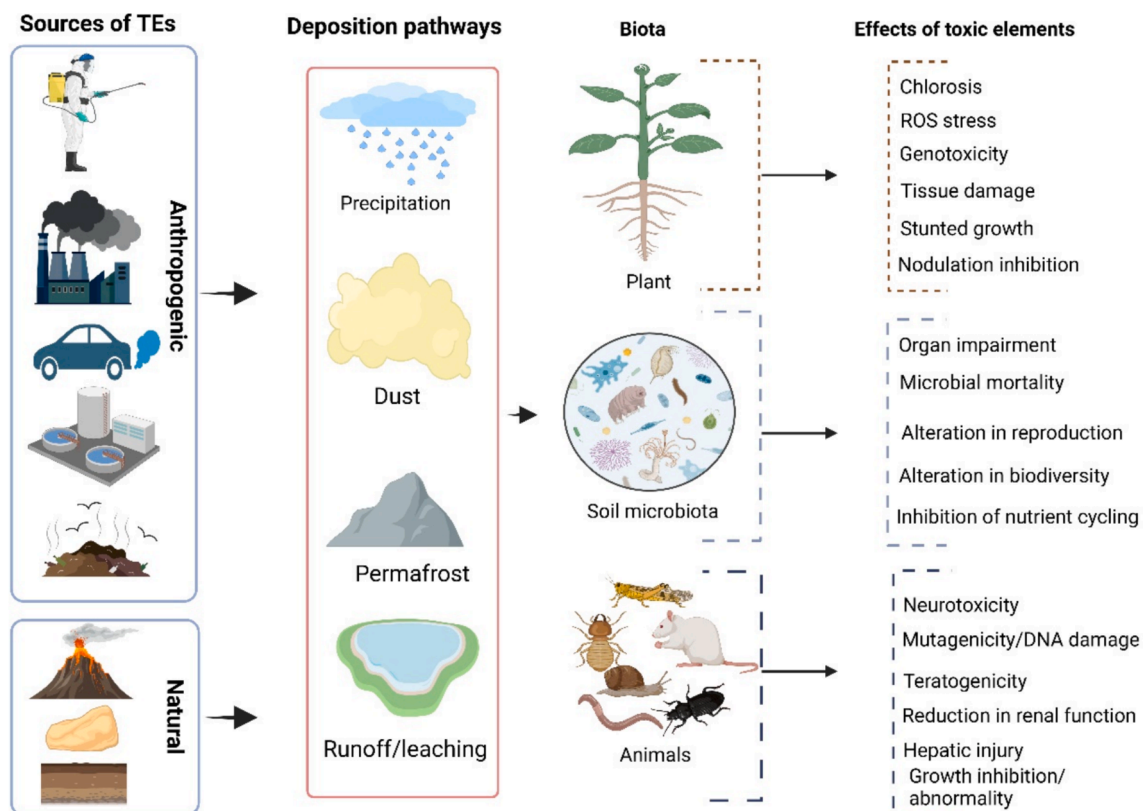 Sources of TEs
Deposition pathways
Biota
Effects of toxic elements
Anthropogenic
Natural
Precipitation
Dust
Permafrost
Runoff/leaching
Plant
Soil microbiota
Animals
Chlorosis
ROS stress
Genotoxicity
Tissue damage
Stunted growth
Nodulation inhibition
Organ impairment
Microbial mortality
Alteration in reproduction
Alteration in biodiversity
Inhibition of nutrient cycling
Neurotoxicity
Mutagenicity/DNA damage
Teratogenicity
Reduction in renal function
Hepatic injury
Growth inhibition/
abnormality